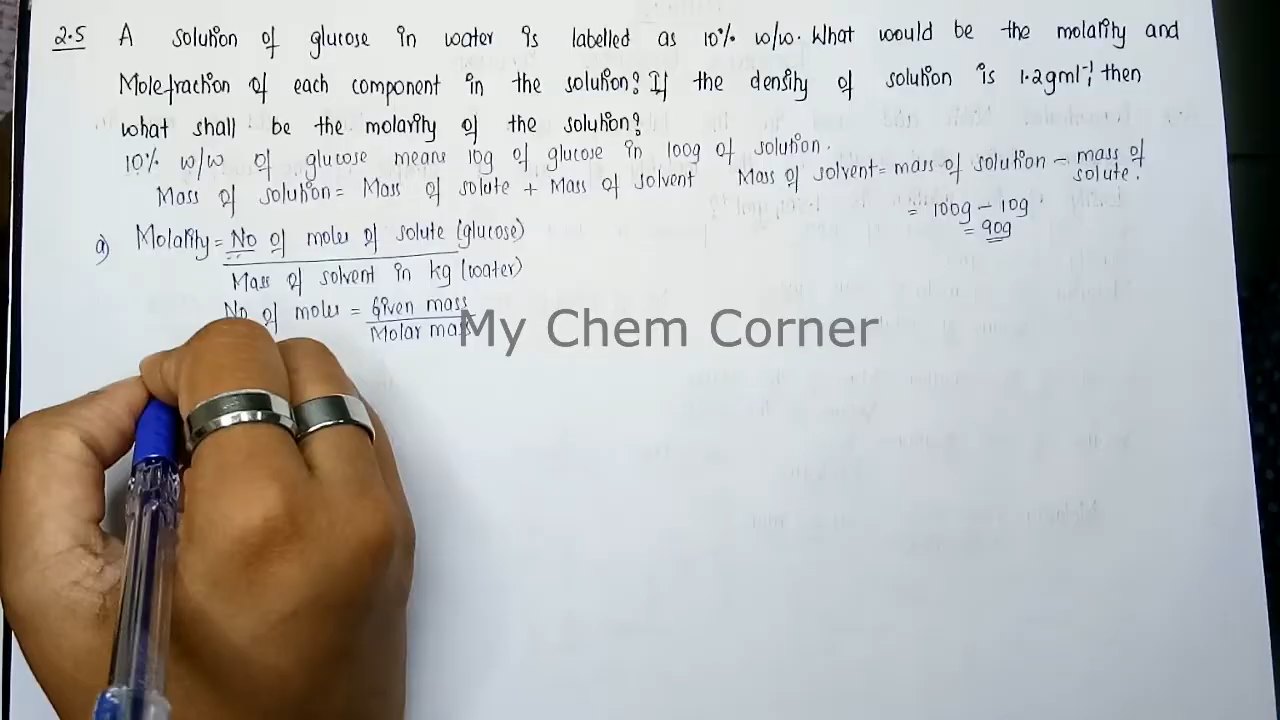 2.5 A solution of glucose in water is labelled as 10% w/w. What would be the molality and
Molefraction of each component in the solution? If the density of solution is 1.2gml⁻¹, then
what shall be the molarity of the solution?
10% w/w of glucose means 10g of glucose in 100g of solution.
Mass of solution = Mass of solute + Mass of solvent
Mass of solvent = mass of solution - mass of
solute.
= 100g - 10g
= 90g
a) Molality = No of moles of solute (glucose)
Mass of solvent in kg (water)
No of moles = Given mass
Molar mass
My Chem Corner